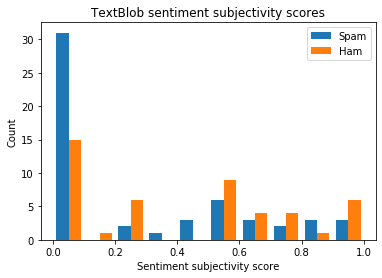 TextBlob sentiment subjectivity scores
Spam
Ham
30
25
20
15
10
5
0
Count
0.0 0.2 0.4 0.6 0.8 1.0
Sentiment subjectivity score